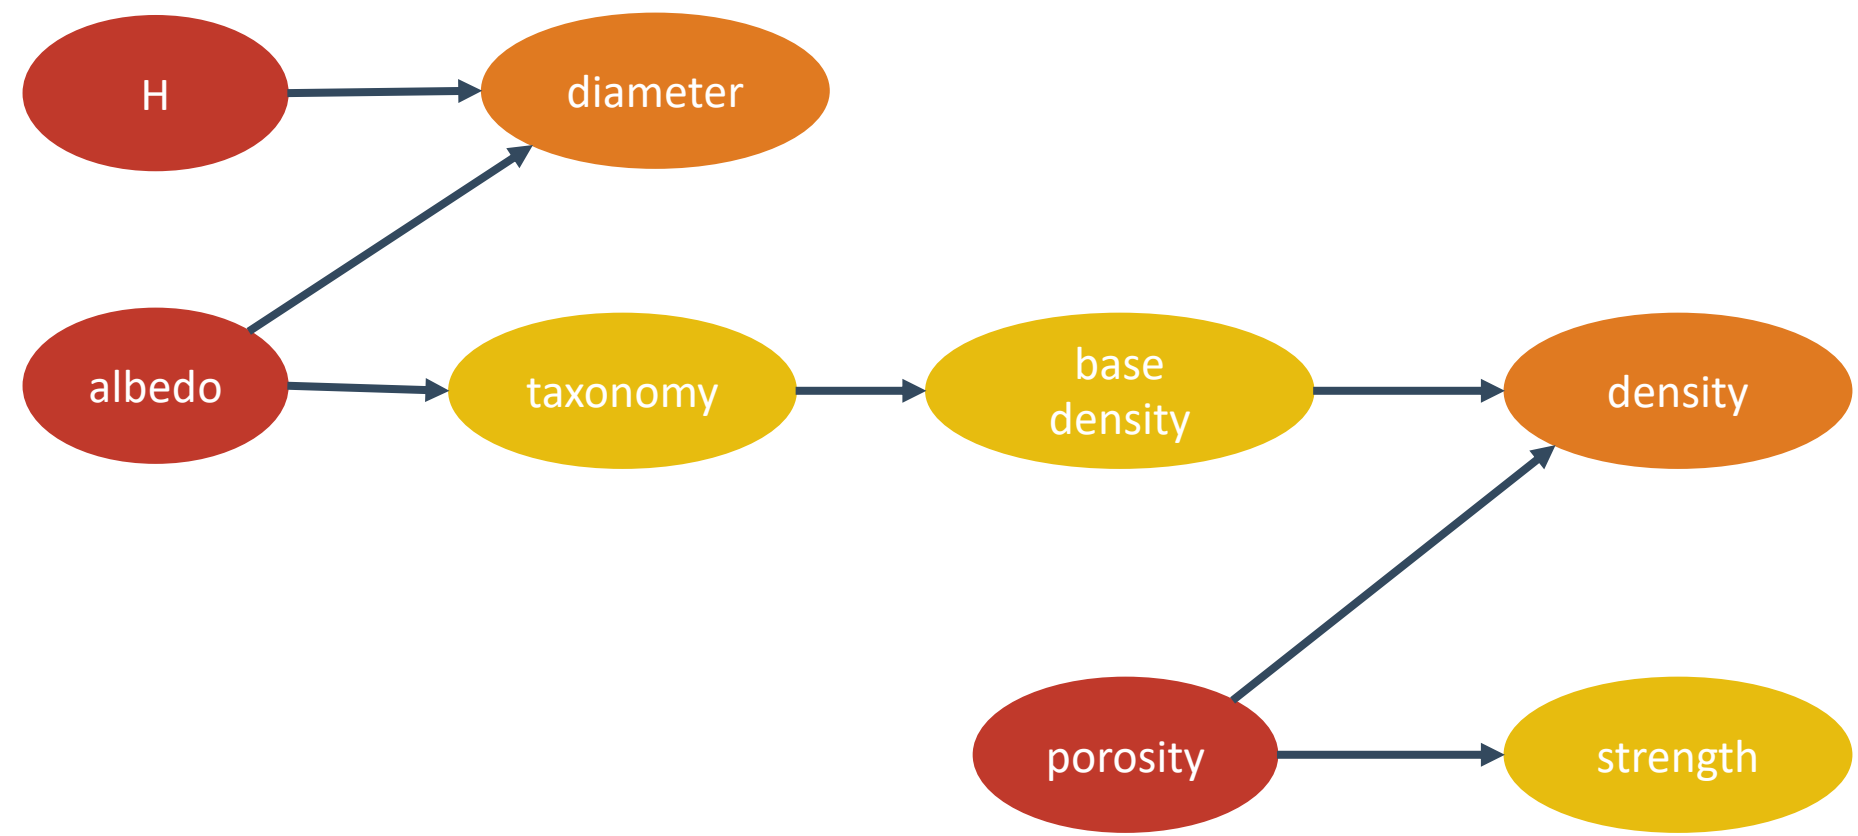 H
diameter
albedo
taxonomy
base
density
density
porosity
strength